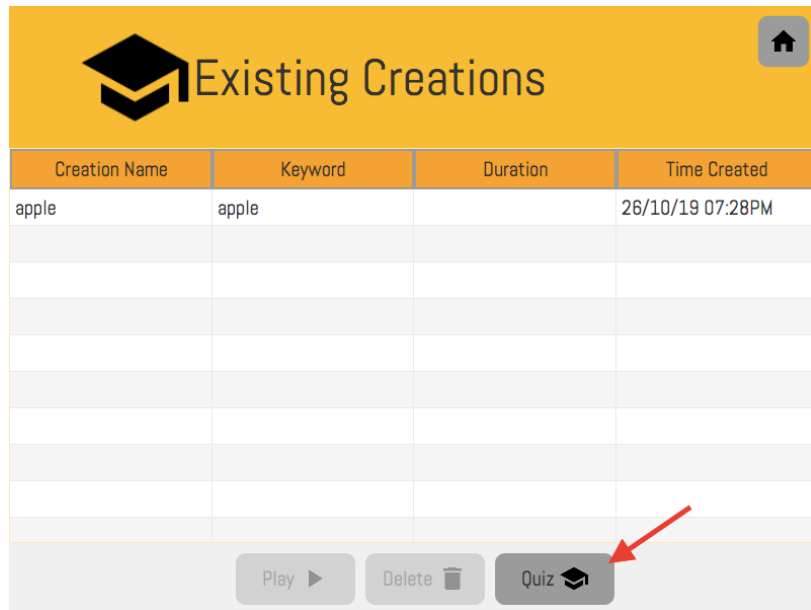 Existing Creations
Creation Name Keyword Duration Time Created
apple apple 26/10/19 07:28PM
Play Delete Quiz